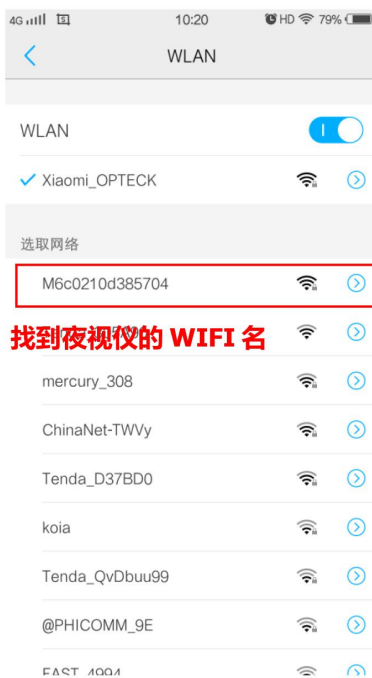 4G 10:20 HD 79%
WLAN
WLAN
Xiaomi_OPTECK
选取网络
M6c0210d385704
找到夜视仪的 WIFI 名
mercury_308
ChinaNet-TWVy
Tenda_D37BD0
koia
Tenda_QvDbuu99
@PHICOMM_9E
FAST_4994